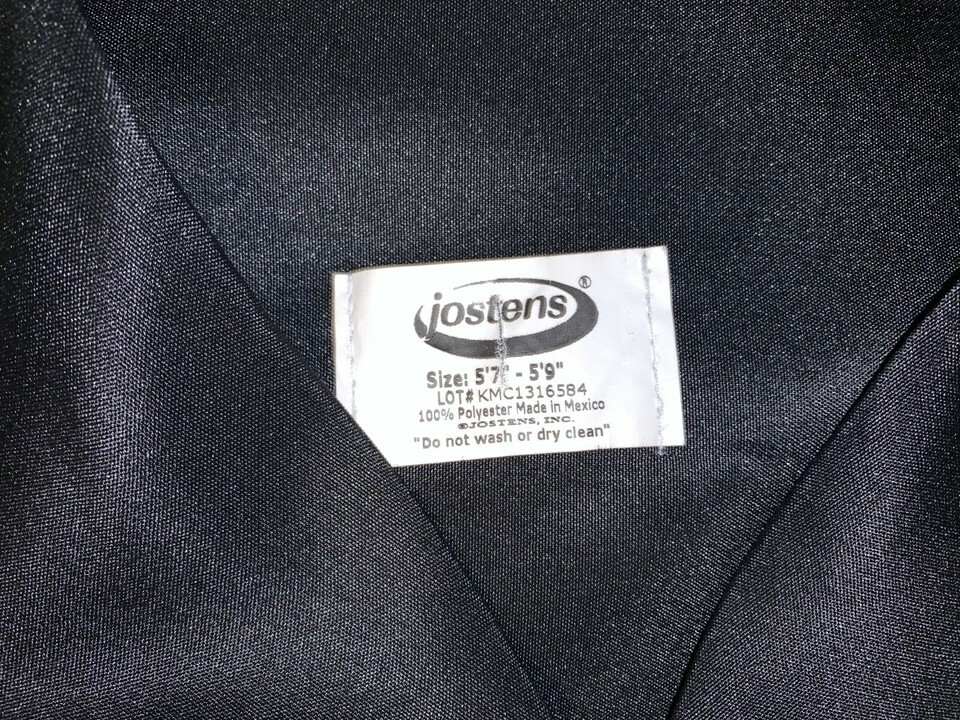 jostens®
Size: 5'7" - 5'9"
LOT# KMC1316584
100% Polyester Made in Mexico
©JOSTENS, INC.
"Do not wash or dry clean"